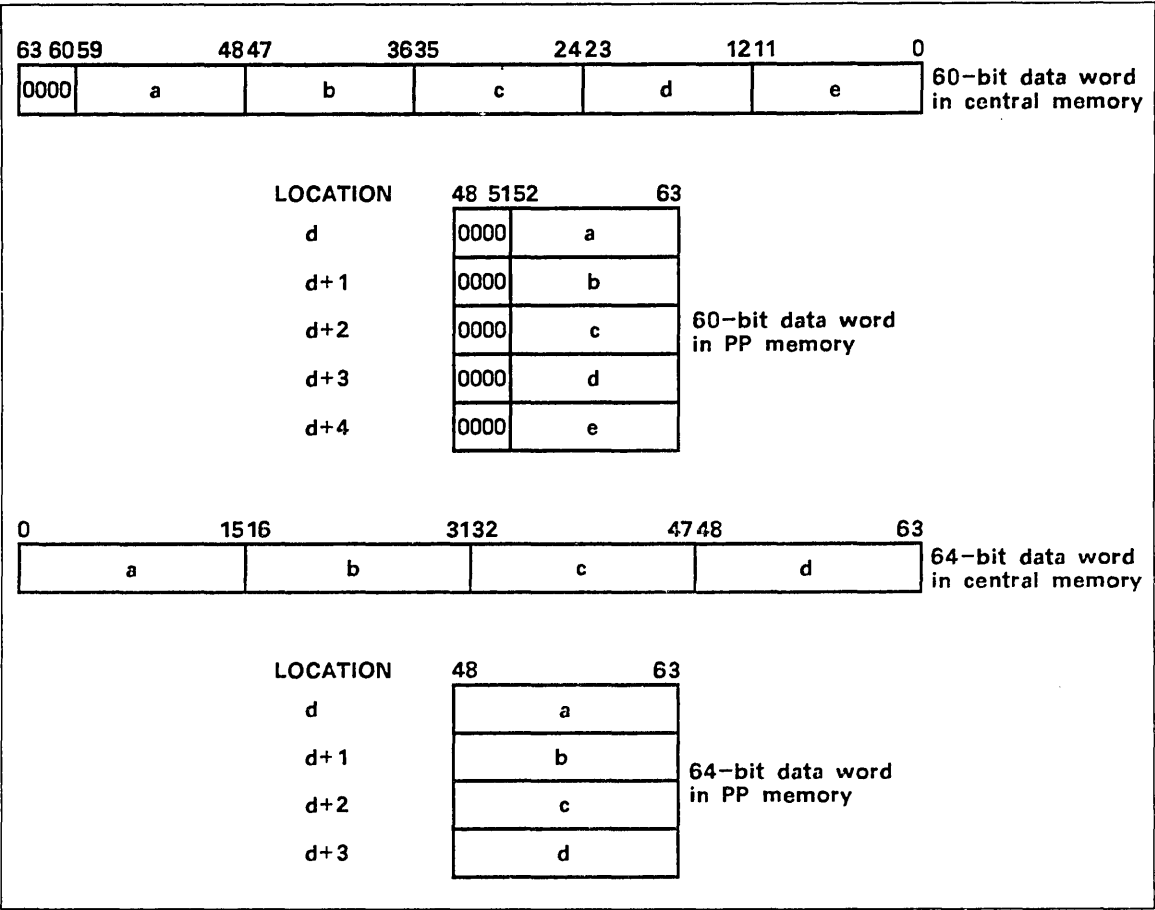 63 60 59 48 47 36 35 24 23 12 11 0
0000 a b c d e 60-bit data word
in central memory
LOCATION 48 51 52 63
d 0000 a
d+1 0000 b
d+2 0000 c 60-bit data word
in PP memory
d+3 0000 d
d+4 0000 e
0 15 16 31 32 47 48 63
a b c d 64-bit data word
in central memory
LOCATION 48 63
d a
d+1 b 64-bit data word
in PP memory
d+2 c
d+3 d